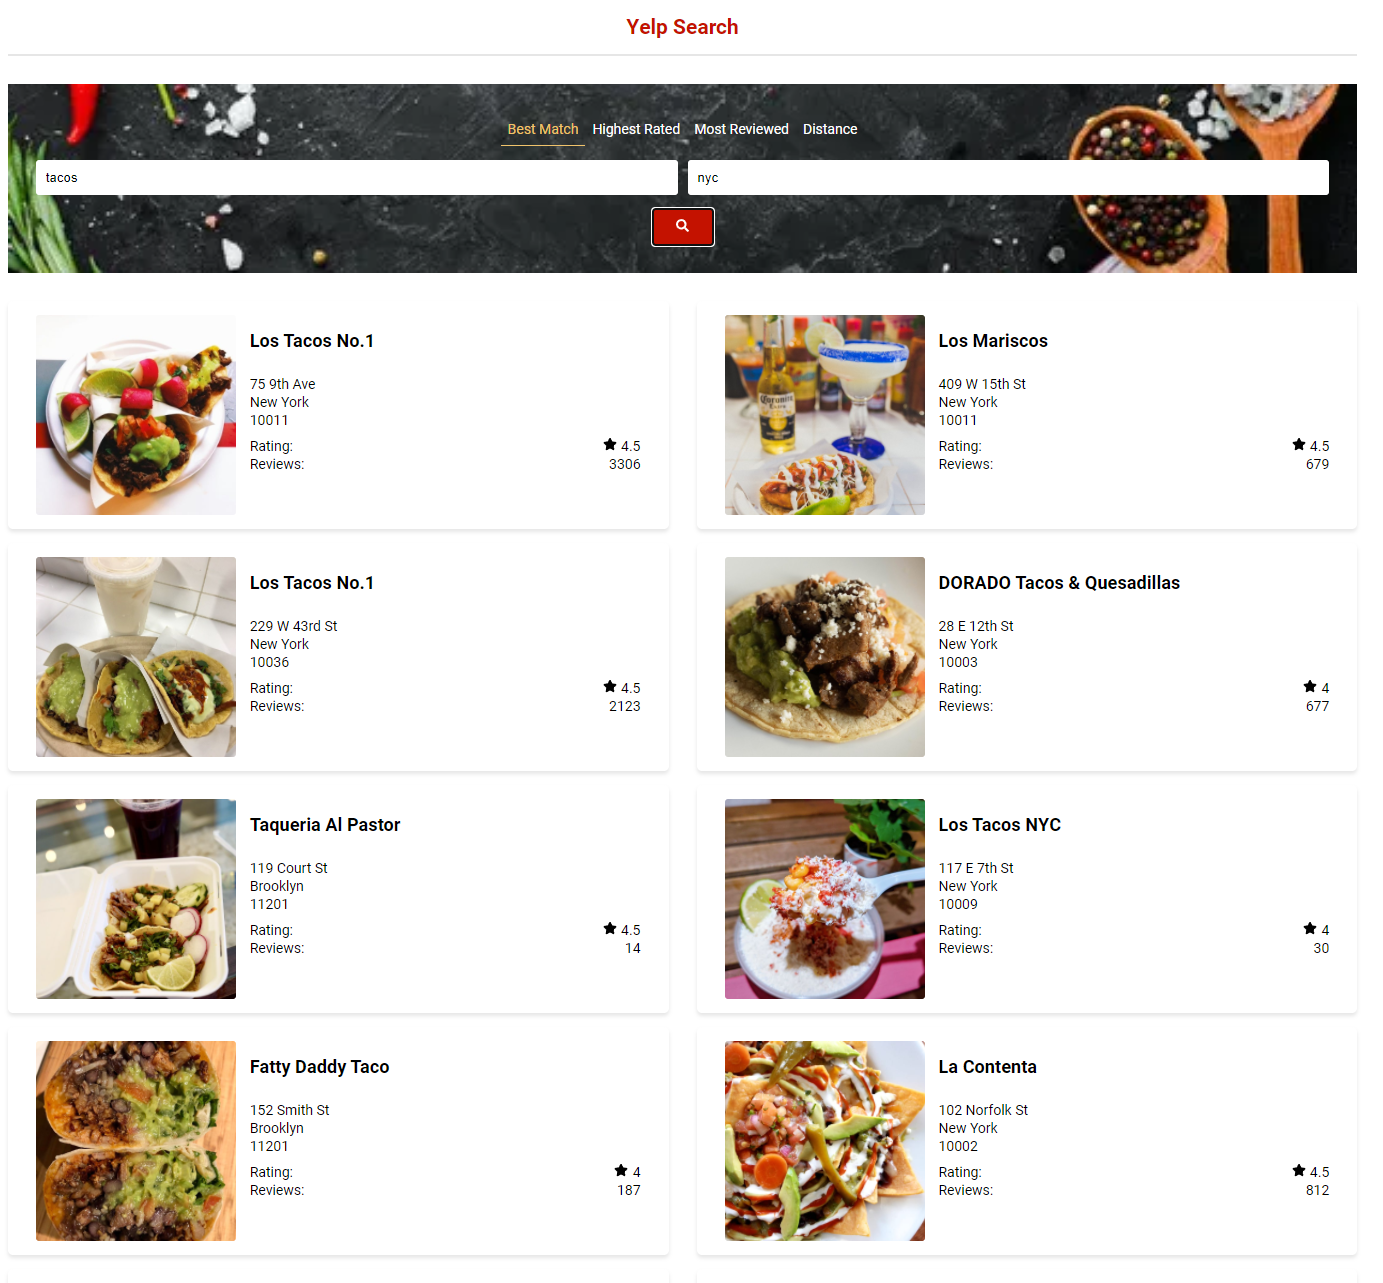 Yelp Search
Best Match Highest Rated Most Reviewed Distance
tacos
nyc
Los Tacos No.1
75 9th Ave
New York
10011
Rating: 4.5
Reviews: 3306
Los Mariscos
409 W 15th St
New York
10011
Rating: 4.5
Reviews: 679
Los Tacos No.1
229 W 43rd St
New York
10036
Rating: 4.5
Reviews: 2123
DORADO Tacos & Quesadillas
28 E 12th St
New York
10003
Rating: 4
Reviews: 677
Taqueria Al Pastor
119 Court St
Brooklyn
11201
Rating: 4.5
Reviews: 14
Los Tacos NYC
117 E 7th St
New York
10009
Rating: 4
Reviews: 30
Fatty Daddy Taco
152 Smith St
Brooklyn
11201
Rating: 4
Reviews: 187
La Contenta
102 Norfolk St
New York
10002
Rating: 4.5
Reviews: 812